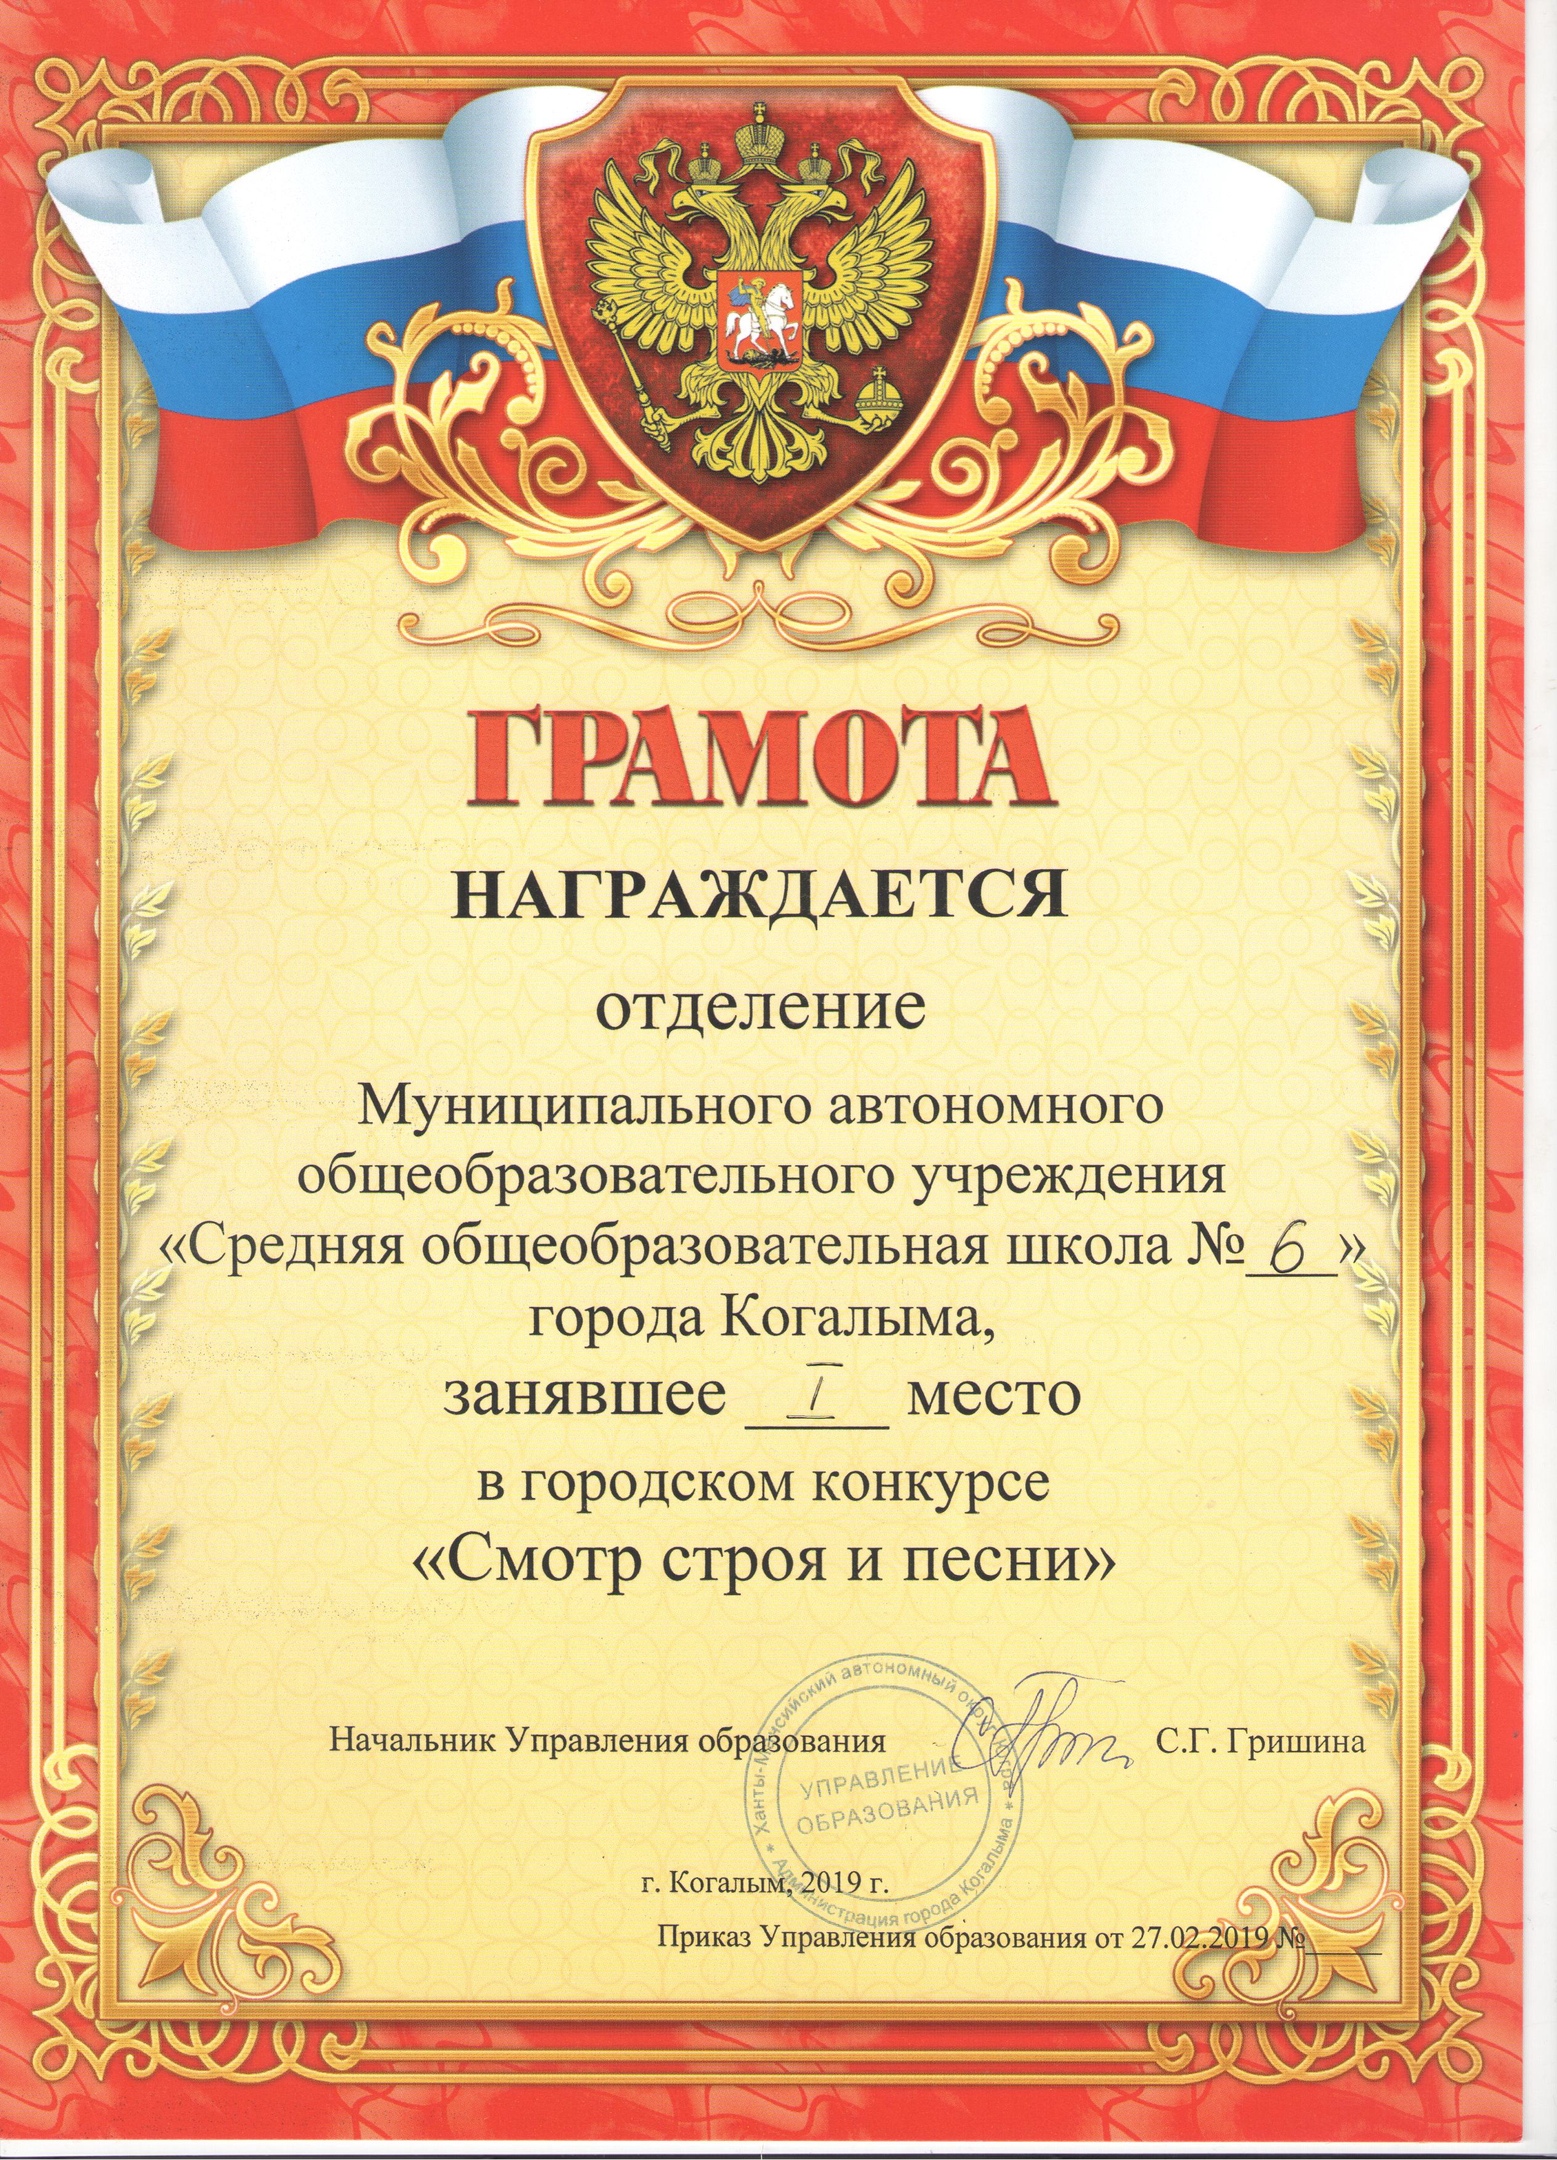 ГРАМОТА
НАГРАЖДАЕТСЯ
отделение
Муниципального автономного
общеобразовательного учреждения
«Средняя общеобразовательная школа № 6 »
города Когалыма,
занявшее I место
в городском конкурсе
«Смотр строя и песни»
Начальник Управления образования С.Г. Гришина
Ханты-Мансийский автономный округ
УПРАВЛЕНИЕ
ОБРАЗОВАНИЯ
* Администрация города Когалыма *
г. Когалым, 2019 г.
Приказ Управления образования от 27.02.2019 №_____